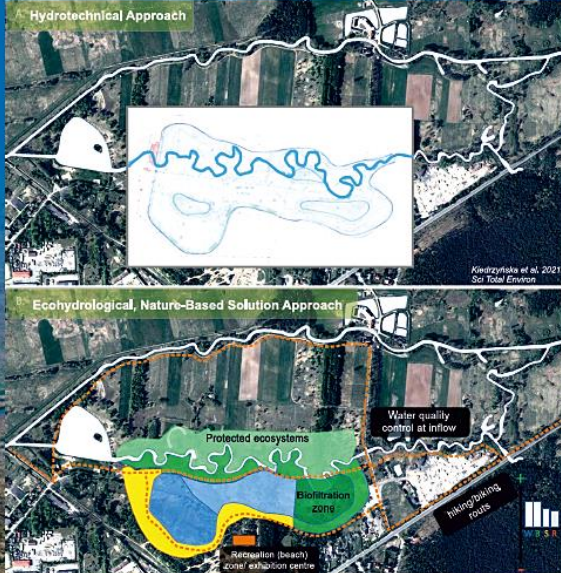 A Hydrotechnical Approach
Kiedrzyńska et al. 2021
Sci Total Environ
B Ecohydrological, Nature-Based Solution Approach
Protected ecosystems
Water quality
control at inflow
Biofiltration
zone
hiking/biking
routs
Recreation (beach)
zone/ exhibition centre
W B S R